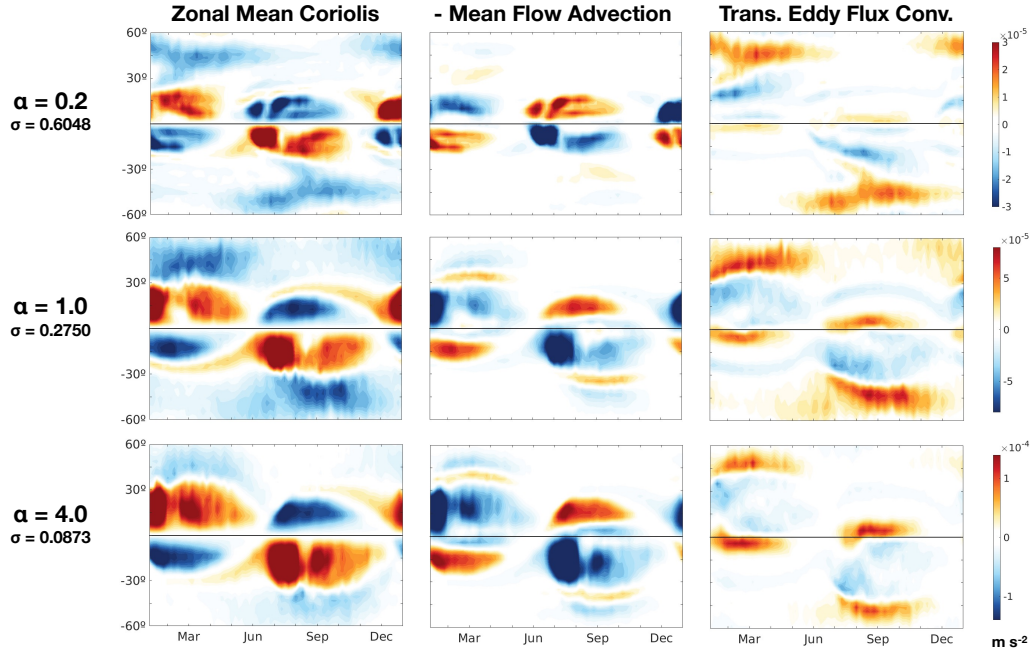 Zonal Mean Coriolis - Mean Flow Advection Trans. Eddy Flux Conv.
60º
30º
0º
-30º
-60º
α = 0.2
σ = 0.6048
×10⁻⁵
3
2
1
0
-1
-2
-3
60º
30º
0º
-30º
-60º
α = 1.0
σ = 0.2750
×10⁻⁵
5
0
-5
60º
30º
0º
-30º
-60º
α = 4.0
σ = 0.0873
×10⁻⁴
1
0
-1
Mar Jun Sep Dec Mar Jun Sep Dec Mar Jun Sep Dec
m s⁻²